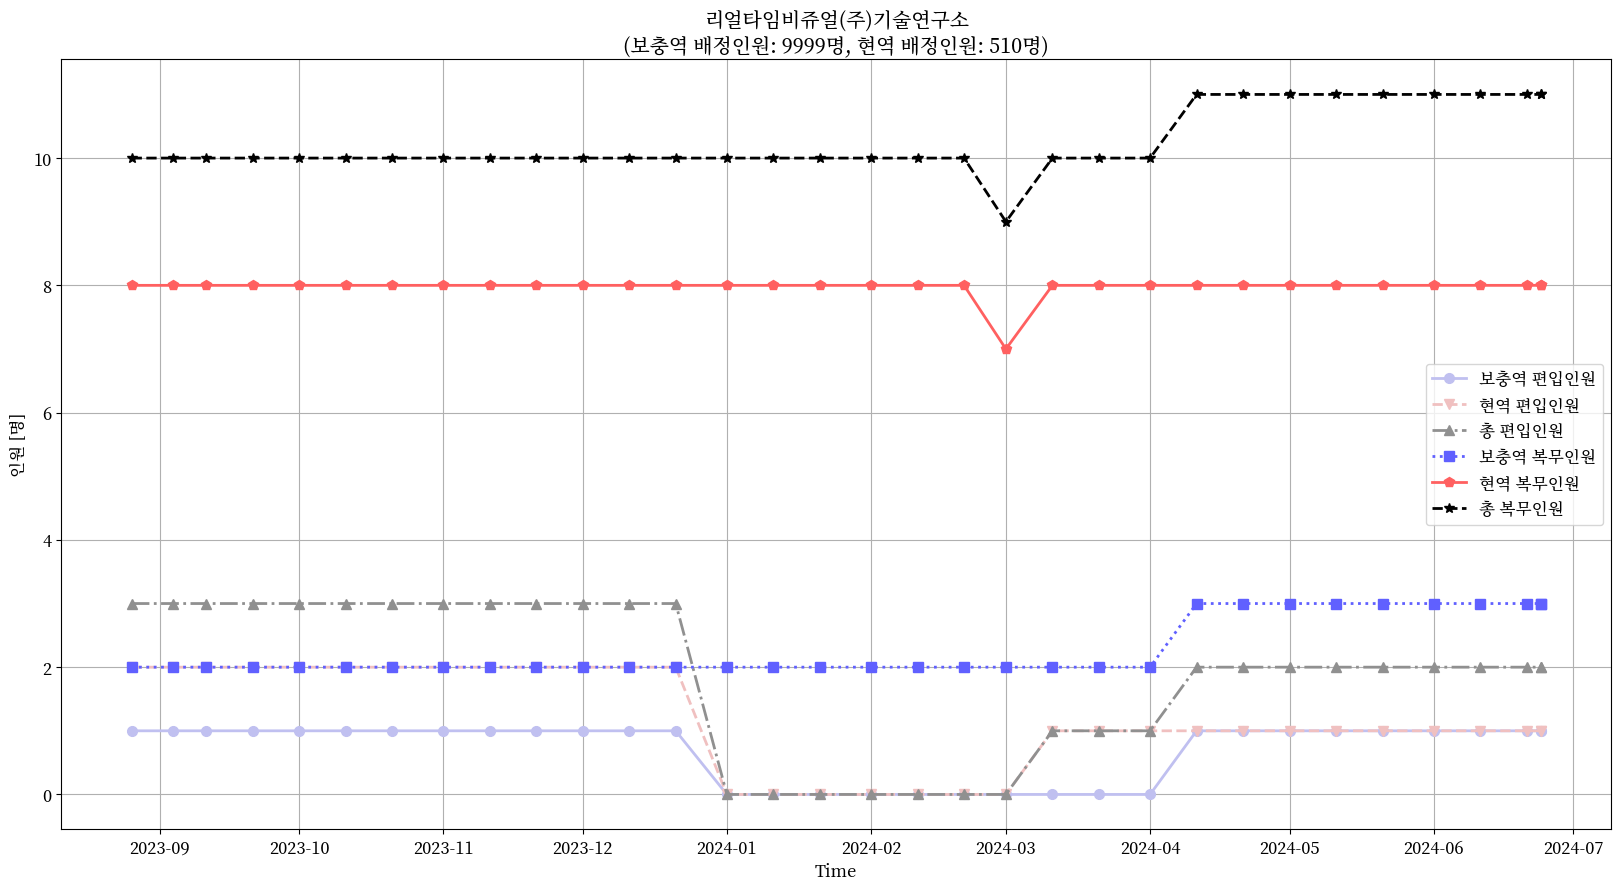 리얼타임비쥬얼(주)기술연구소
(보충역 배정인원: 9999명, 현역 배정인원: 510명)
인원 [명]
10
8
6
4
2
0
보충역 편입인원
현역 편입인원
총 편입인원
보충역 복무인원
현역 복무인원
총 복무인원
2023-09
2023-10
2023-11
2023-12
2024-01
2024-02
2024-03
2024-04
2024-05
2024-06
2024-07
Time